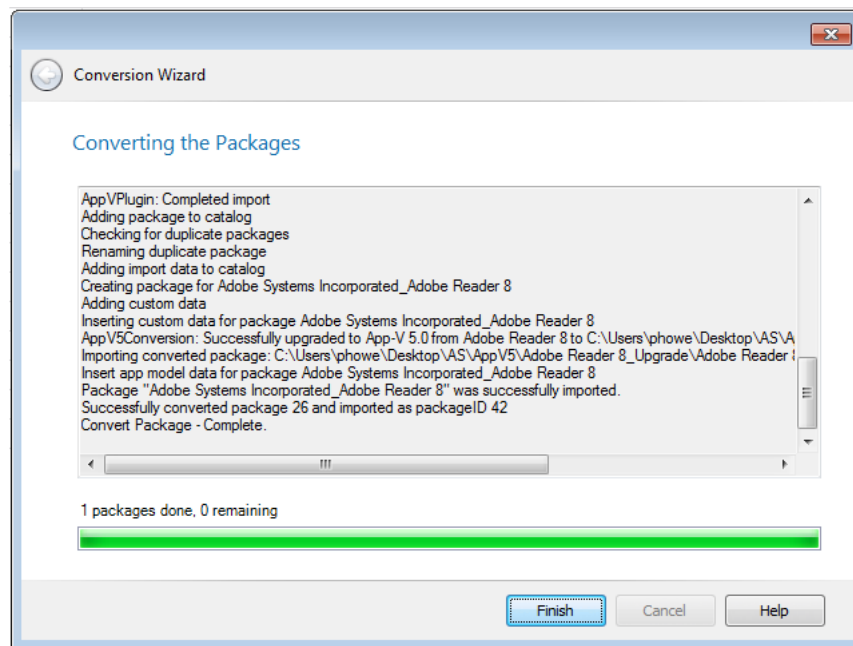 Conversion Wizard
Converting the Packages
AppVPlugin: Completed import
Adding package to catalog
Checking for duplicate packages
Renaming duplicate package
Adding import data to catalog
Creating package for Adobe Systems Incorporated_Adobe Reader 8
Adding custom data
Inserting custom data for package Adobe Systems Incorporated_Adobe Reader 8
AppV5Conversion: Successfully upgraded to App-V 5.0 from Adobe Reader 8 to C:\Users\phowe\Desktop\AS\A
Importing converted package: C:\Users\phowe\Desktop\AS\AppV5\Adobe Reader 8_Upgrade\Adobe Reader 8
Insert app model data for package Adobe Systems Incorporated_Adobe Reader 8
Package "Adobe Systems Incorporated_Adobe Reader 8" was successfully imported.
Successfully converted package 26 and imported as packageID 42
Convert Package - Complete.
1 packages done, 0 remaining
Finish Cancel Help